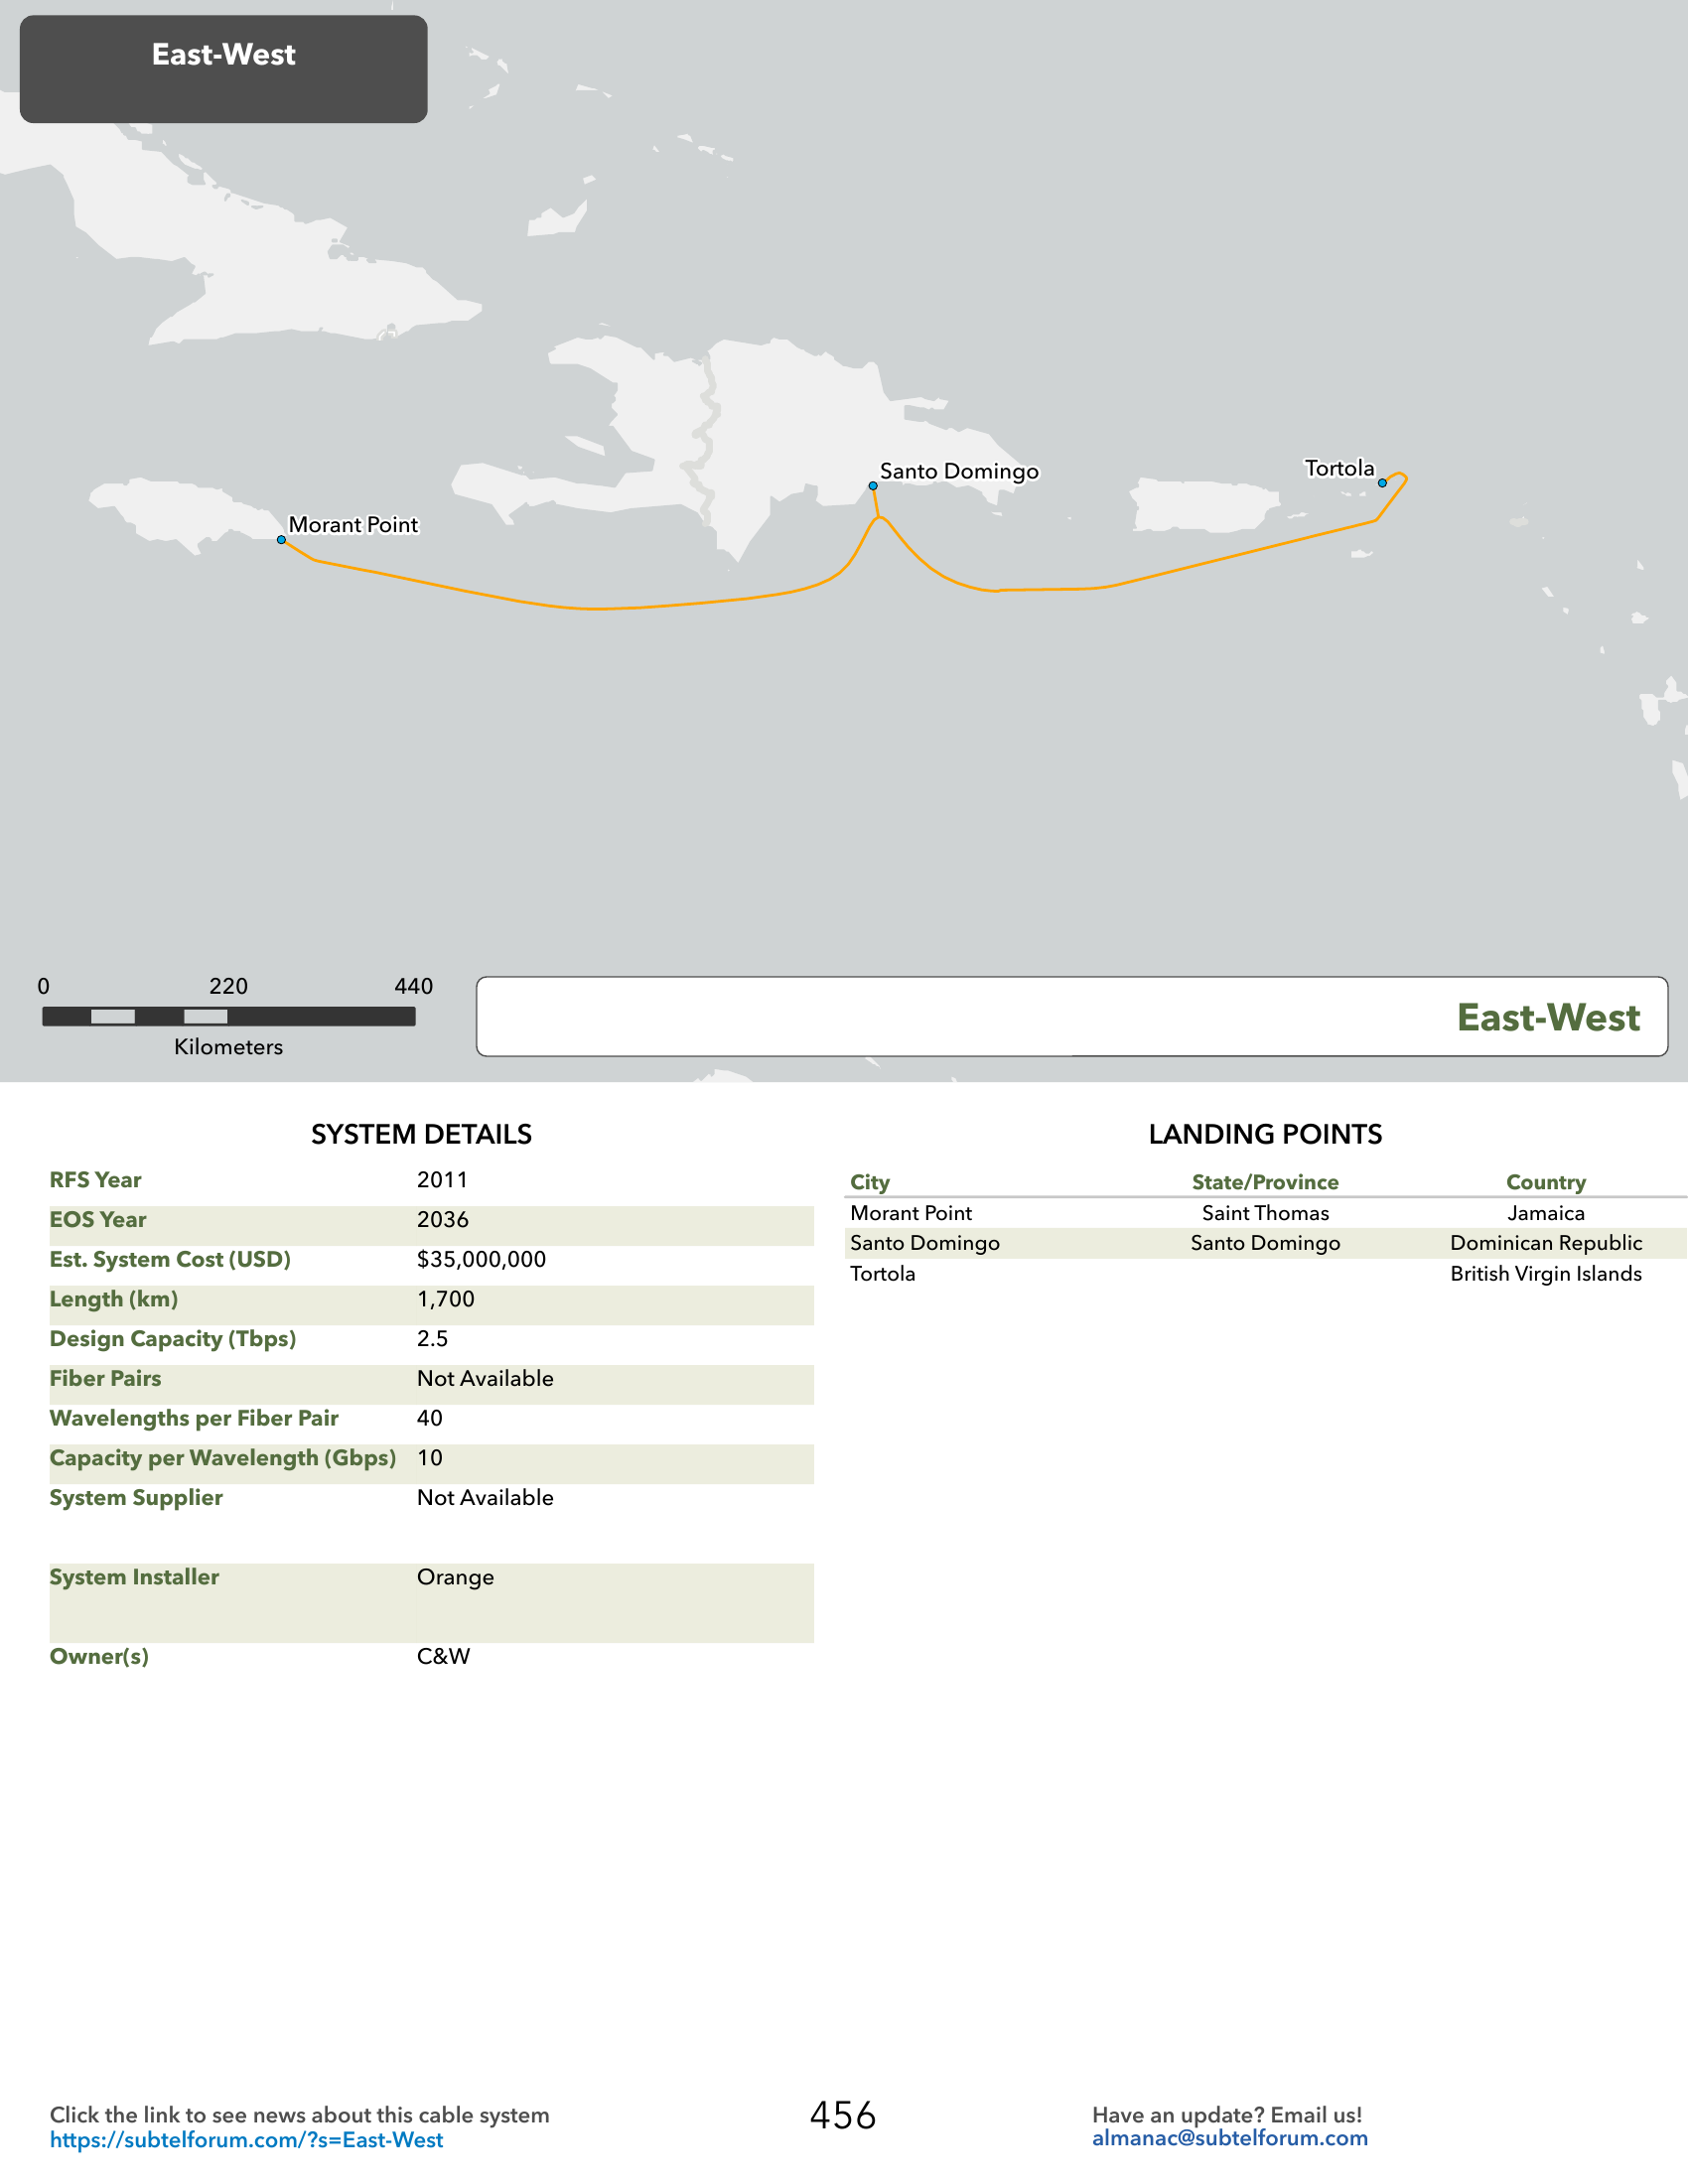 East-West
Santo Domingo
Tortola
Morant Point
0 220 440
Kilometers
East-West
SYSTEM DETAILS
RFS Year 2011
EOS Year 2036
Est. System Cost (USD) $35,000,000
Length (km) 1,700
Design Capacity (Tbps) 2.5
Fiber Pairs Not Available
Wavelengths per Fiber Pair 40
Capacity per Wavelength (Gbps) 10
System Supplier Not Available
System Installer Orange
Owner(s) C&W
LANDING POINTS
City State/Province Country
Morant Point Saint Thomas Jamaica
Santo Domingo Santo Domingo Dominican Republic
Tortola British Virgin Islands
Click the link to see news about this cable system
https://subtelforum.com/?s=East-West
456
Have an update? Email us!
almanac@subtelforum.com